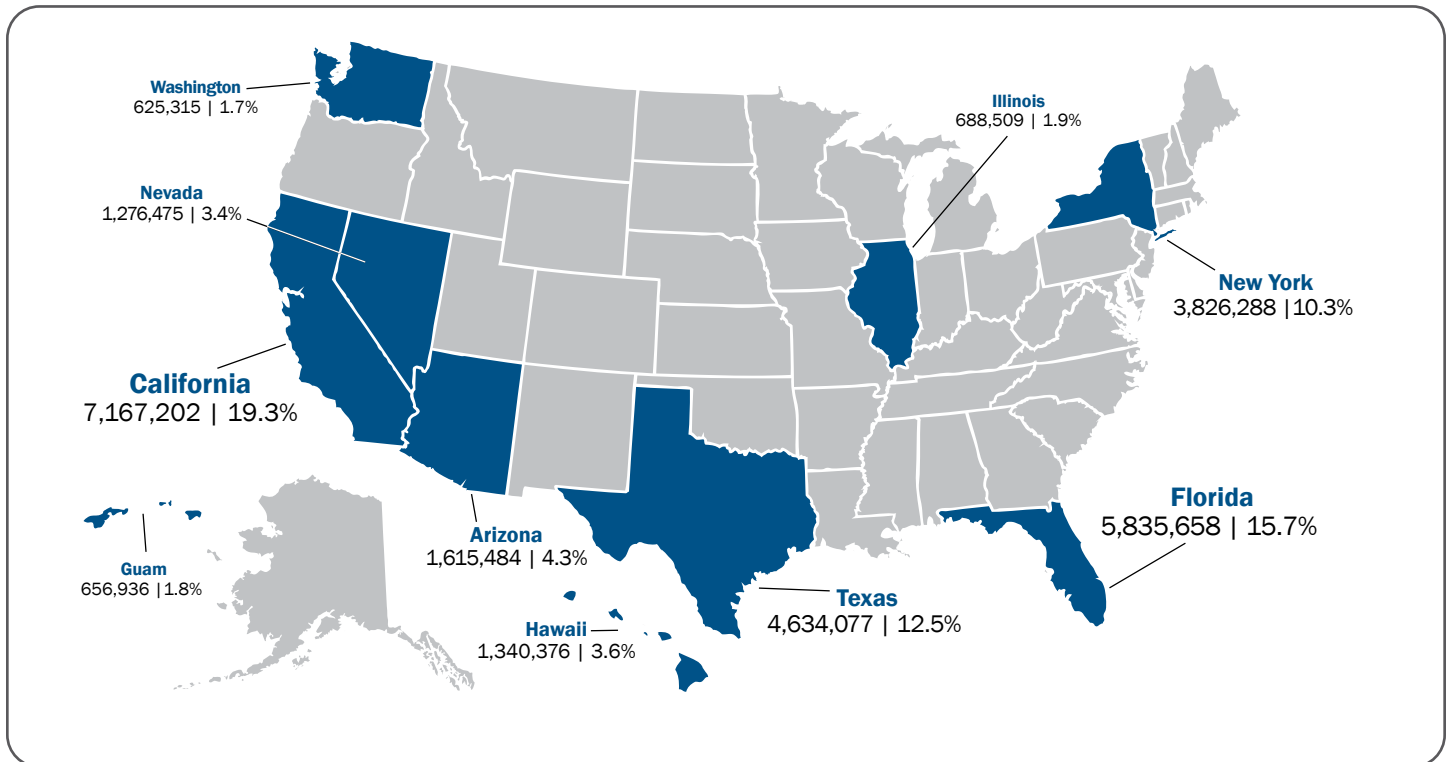 Washington
625,315 | 1.7%
Illinois
688,509 | 1.9%
Nevada
1,276,475 | 3.4%
New York
3,826,288 |10.3%
California
7,167,202 | 19.3%
Florida
5,835,658 | 15.7%
Arizona
1,615,484 | 4.3%
Guam
656,936 |1.8%
Texas
4,634,077 | 12.5%
Hawaii
1,340,376 | 3.6%